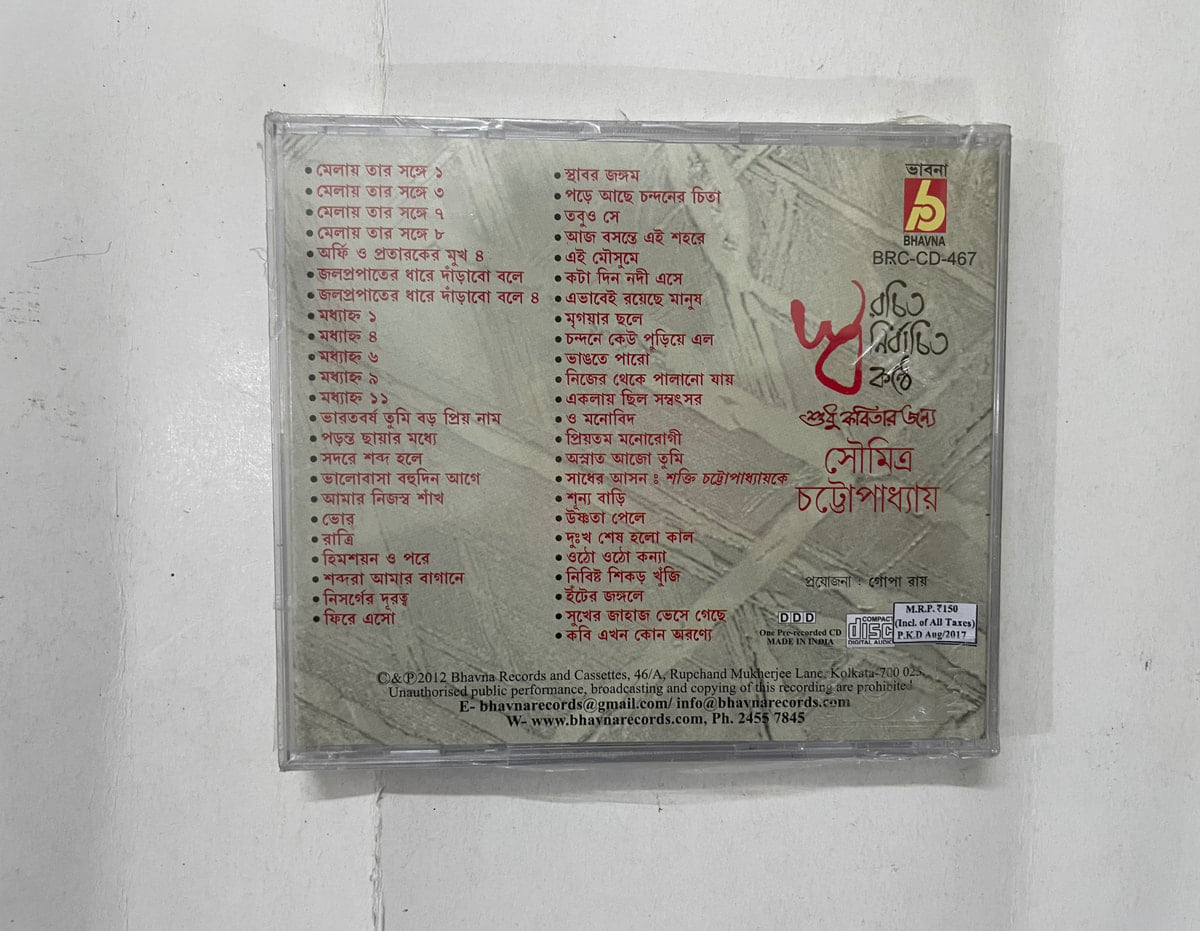 মেলায় তার সঙ্গে ১
মেলায় তার সঙ্গে ৩
মেলায় তার সঙ্গে ৭
মেলায় তার সঙ্গে ৮
অর্ফি ও প্রতারকের মুখ ৪
জলপ্রপাতের ধারে দাঁড়াবো বলে
জলপ্রপাতের ধারে দাঁড়াবো বলে ৪
মধ্যাহ্ন ১
মধ্যাহ্ন ৪
মধ্যাহ্ন ৬
মধ্যাহ্ন ৯
মধ্যাহ্ন ১১
ভারতবর্ষ তুমি বড় প্রিয় নাম
পড়ন্ত ছায়ার মধ্যে
সদরে শব্দ হলে
ভালোবাসা বহুদিন আগে
আমার নিজস্ব শাঁখ
ভোর
রাত্রি
হিমশয়ন ও পরে
শব্দরা আমার বাগানে
নিসর্গের দূরত্ব
ফিরে এসো
স্থাবর জঙ্গম
পড়ে আছে চন্দনের চিতা
তবুও সে
আজ বসন্তে এই শহরে
এই মৌসুমে
কটা দিন নদী এসে
এভাবেই রয়েছে মানুষ
মৃগয়ার ছলে
চন্দনে কেউ পুড়িয়ে এল
ভাঙতে পারো
নিজের থেকে পালানো যায়
একলায় ছিল সম্বৎসর
ও মনোবিদ
প্রিয়তম মনোরোগী
অস্নাত আজো তুমি
সাধের আসন : শক্তি চট্টোপাধ্যায়কে
শূন্য বাড়ি
উষ্ণতা পেলে
দুঃখ শেষ হলো কাল
ওঠো ওঠো কন্যা
নিবিষ্ট শিকড় খুঁজি
ইঁটের জঙ্গলে
সুখের জাহাজ ভেসে গেছে
কবি এখন কোন অরণ্যে
ভাবনা
BHAVNA
BRC-CD-467
স্ব
রচিত
নির্বাচিত
কণ্ঠে
শুধু কবিতার জন্য
সৌমিত্র
চট্টোপাধ্যায়
প্রযোজনা : গোপা রায়
DDD
One Pre-recorded CD
MADE IN INDIA
COMPACT
disc
DIGITAL AUDIO
M.R.P. ₹150
(Incl. of All Taxes)
P.K.D Aug/2017
©&℗ 2012 Bhavna Records and Cassettes, 46/A, Rupchand Mukherjee Lane, Kolkata-700 025.
Unauthorised public performance, broadcasting and copying of this recording are prohibited
E- bhavnarecords@gmail.com/ info@bhavnarecords.com
W- www.bhavnarecords.com, Ph. 2455 7845